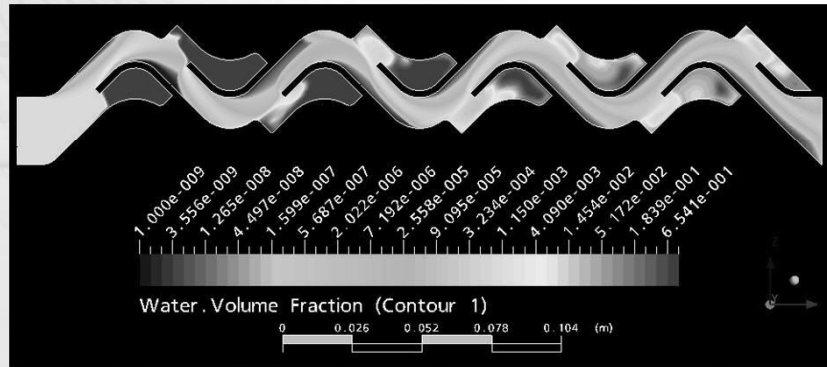 1.000e-009
3.556e-009
1.265e-008
4.497e-008
1.599e-007
5.687e-007
2.022e-006
7.192e-006
2.558e-005
9.095e-005
3.234e-004
1.150e-003
4.090e-003
1.454e-002
5.172e-002
1.839e-001
6.541e-001
Water.Volume Fraction (Contour 1)
0 0.026 0.052 0.078 0.104 (m)
Z
Y